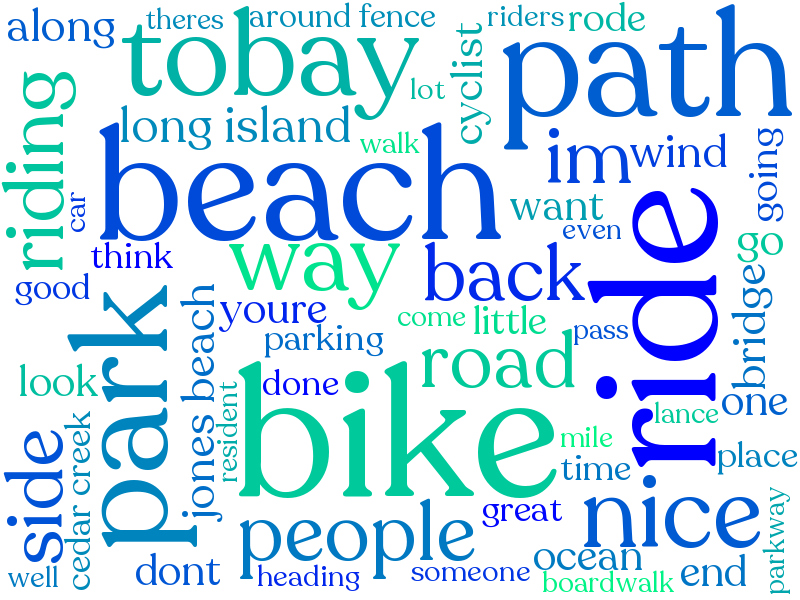 along
theres
around fence
riders
rode
tobay
path
lot
cyclist
long island
riding
walk
beach
im
wind
going
car
want
even
way
think
back
go
good
youre
ride
bridge
park
jones beach
come
little
pass
parking
road
look
done
bike
resident
lance
one
side
cedar creek
mile
time
place
great
nice
people
parkway
ocean
well
dont
heading
someone
boardwalk
end